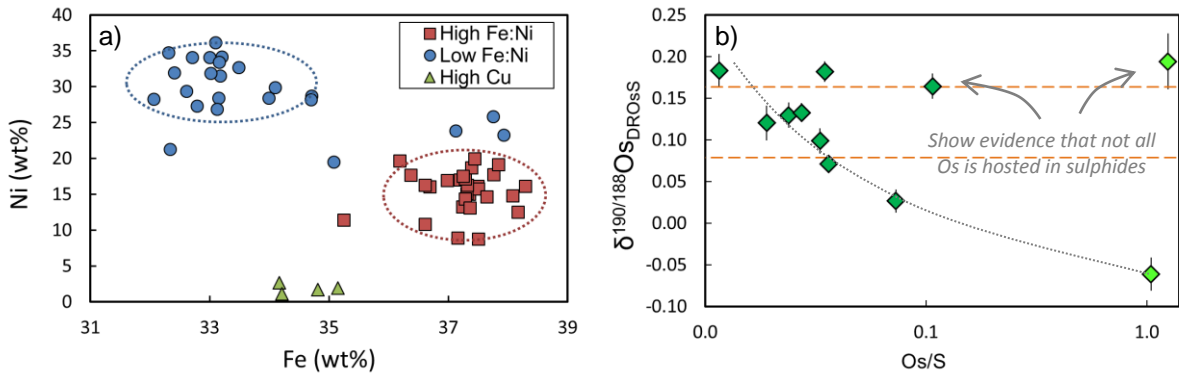 a)
High Fe:Ni
Low Fe:Ni
High Cu
40
35
30
25
20
15
10
5
0
Ni (wt%)
31
33
35
37
39
Fe (wt%)
b)
0.25
0.20
0.15
0.10
0.05
0.00
-0.05
-0.10
δ190/188OsDROsS
Show evidence that not all
Os is hosted in sulphides
0.0
0.1
1.0
Os/S